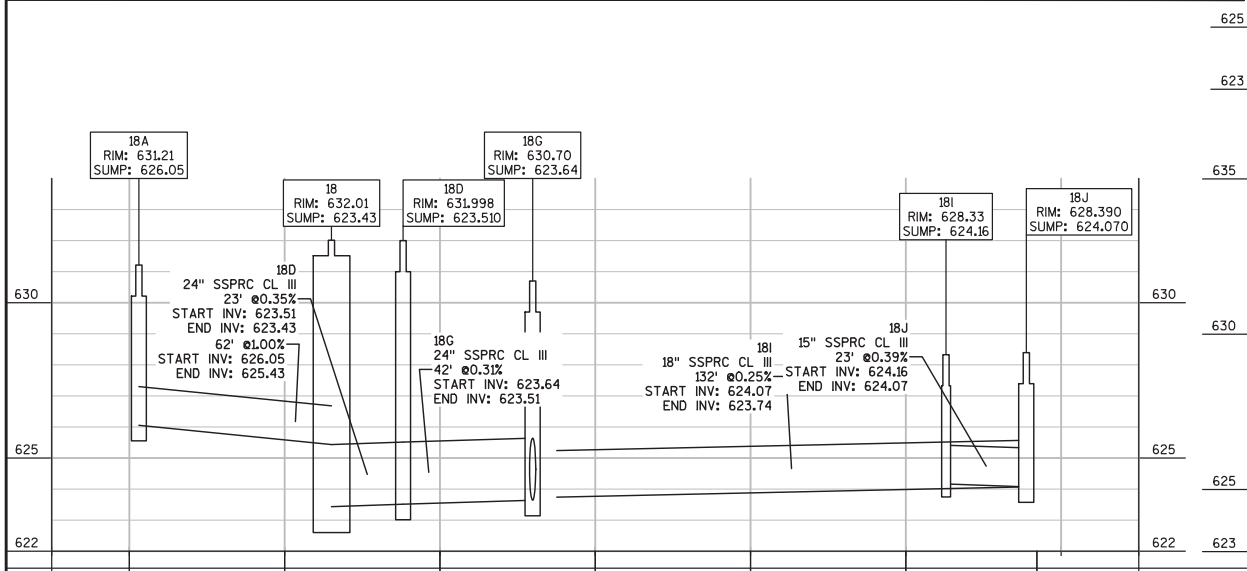 625
623
18A
RIM: 631.21
SUMP: 626.05
18
RIM: 632.01
SUMP: 623.43
18D
RIM: 631.998
SUMP: 623.510
18G
RIM: 630.70
SUMP: 623.64
18I
RIM: 628.33
SUMP: 624.16
18J
RIM: 628.390
SUMP: 624.070
635
18D
24" SSPRC CL III
23' @0.35%
START INV: 623.51
END INV: 623.43
62' @1.00%
START INV: 626.05
END INV: 625.43
18G
24" SSPRC CL III
42' @0.31%
START INV: 623.64
END INV: 623.51
18I
18" SSPRC CL III
132' @0.25%
START INV: 624.07
END INV: 623.74
18J
15" SSPRC CL III
23' @0.39%
START INV: 624.16
END INV: 624.07
630
630
630
625
625
625
622
622
623